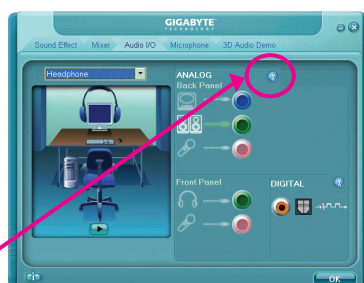 GIGABYTE
TECHNOLOGY
Sound Effect Mixer Audio I/O Microphone 3D Audio Demo
Headphone
ANALOG
Back Panel
Front Panel
DIGITAL
OK